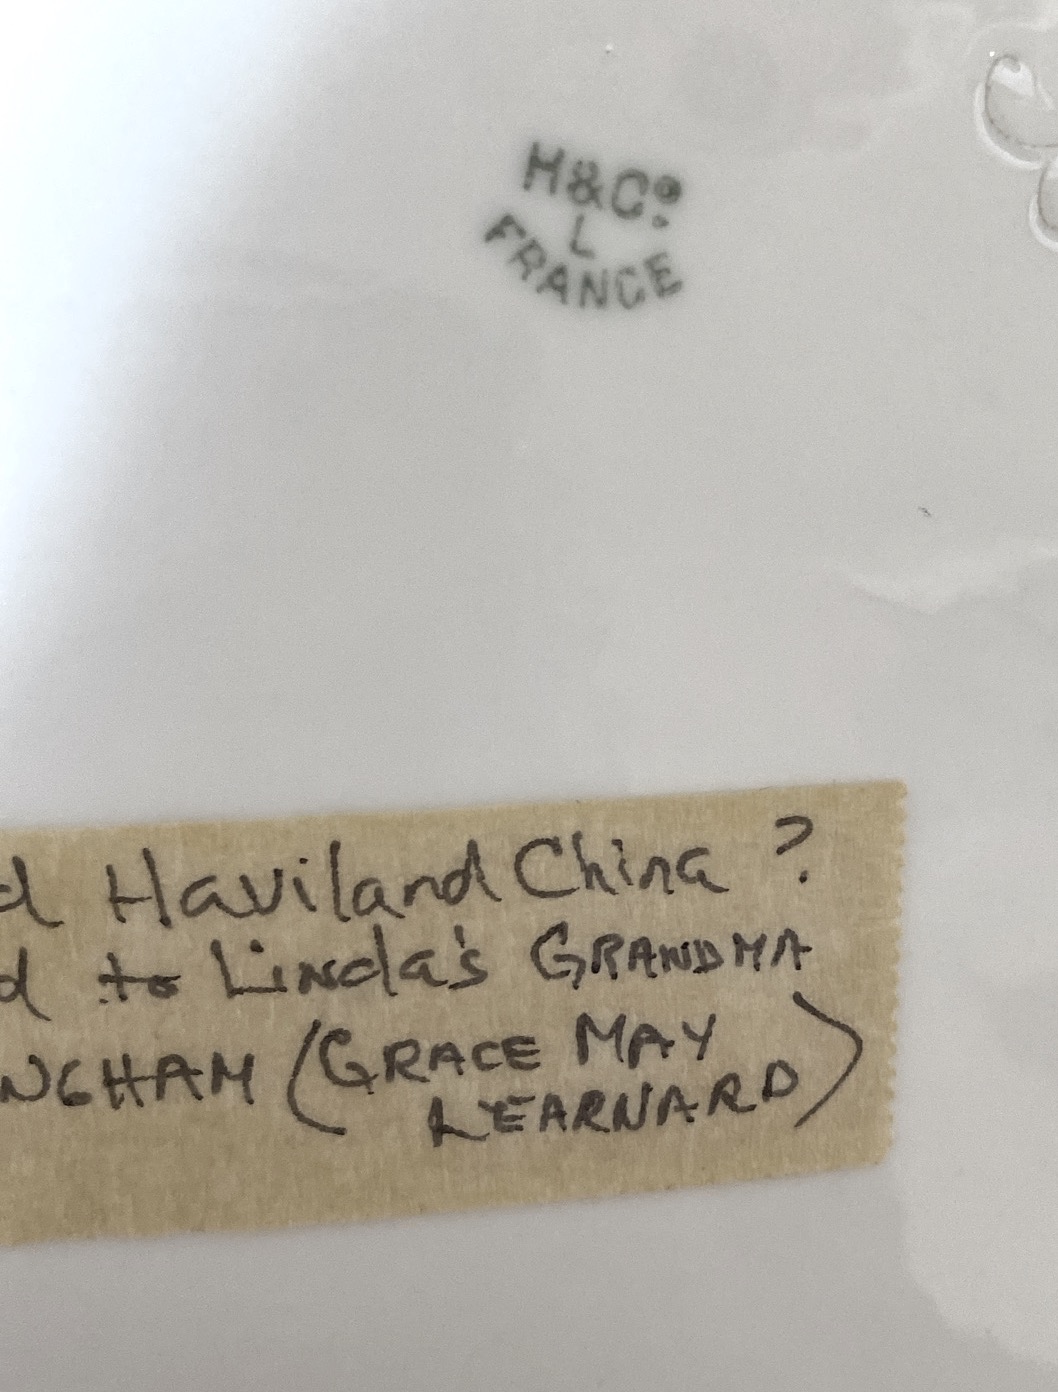 H&Co.
L
FRANCE
d Haviland China ?
d to Linda's GRANDMA
NGHAM (GRACE MAY
LEARNARD)